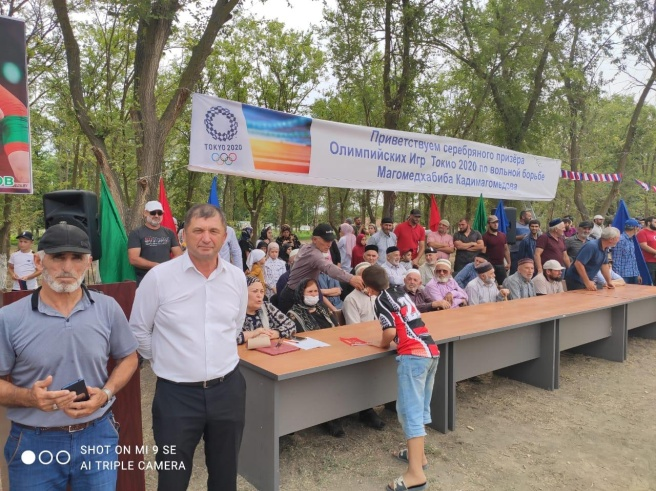 TOKYO 2020
Приветствуем серебряного призёра
Олимпийских Игр Токио 2020 по вольной борьбе
Магомедхабиба Кадимагомедова
ОВ
SHOT ON MI 9 SE
AI TRIPLE CAMERA